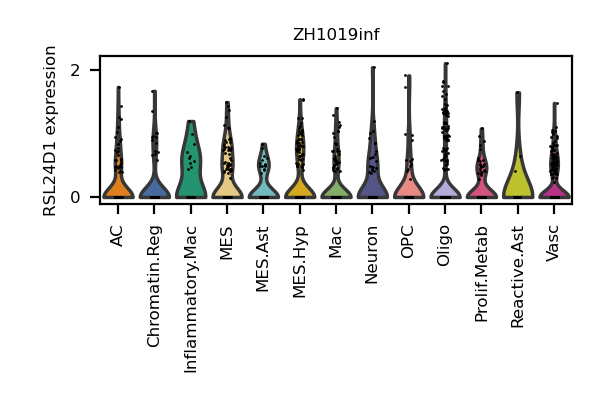 ZH1019inf
RSL24D1 expression
2
0
AC
Chromatin.Reg
Inflammatory.Mac
MES
MES.Ast
MES.Hyp
Mac
Neuron
OPC
Oligo
Prolif.Metab
Reactive.Ast
Vasc